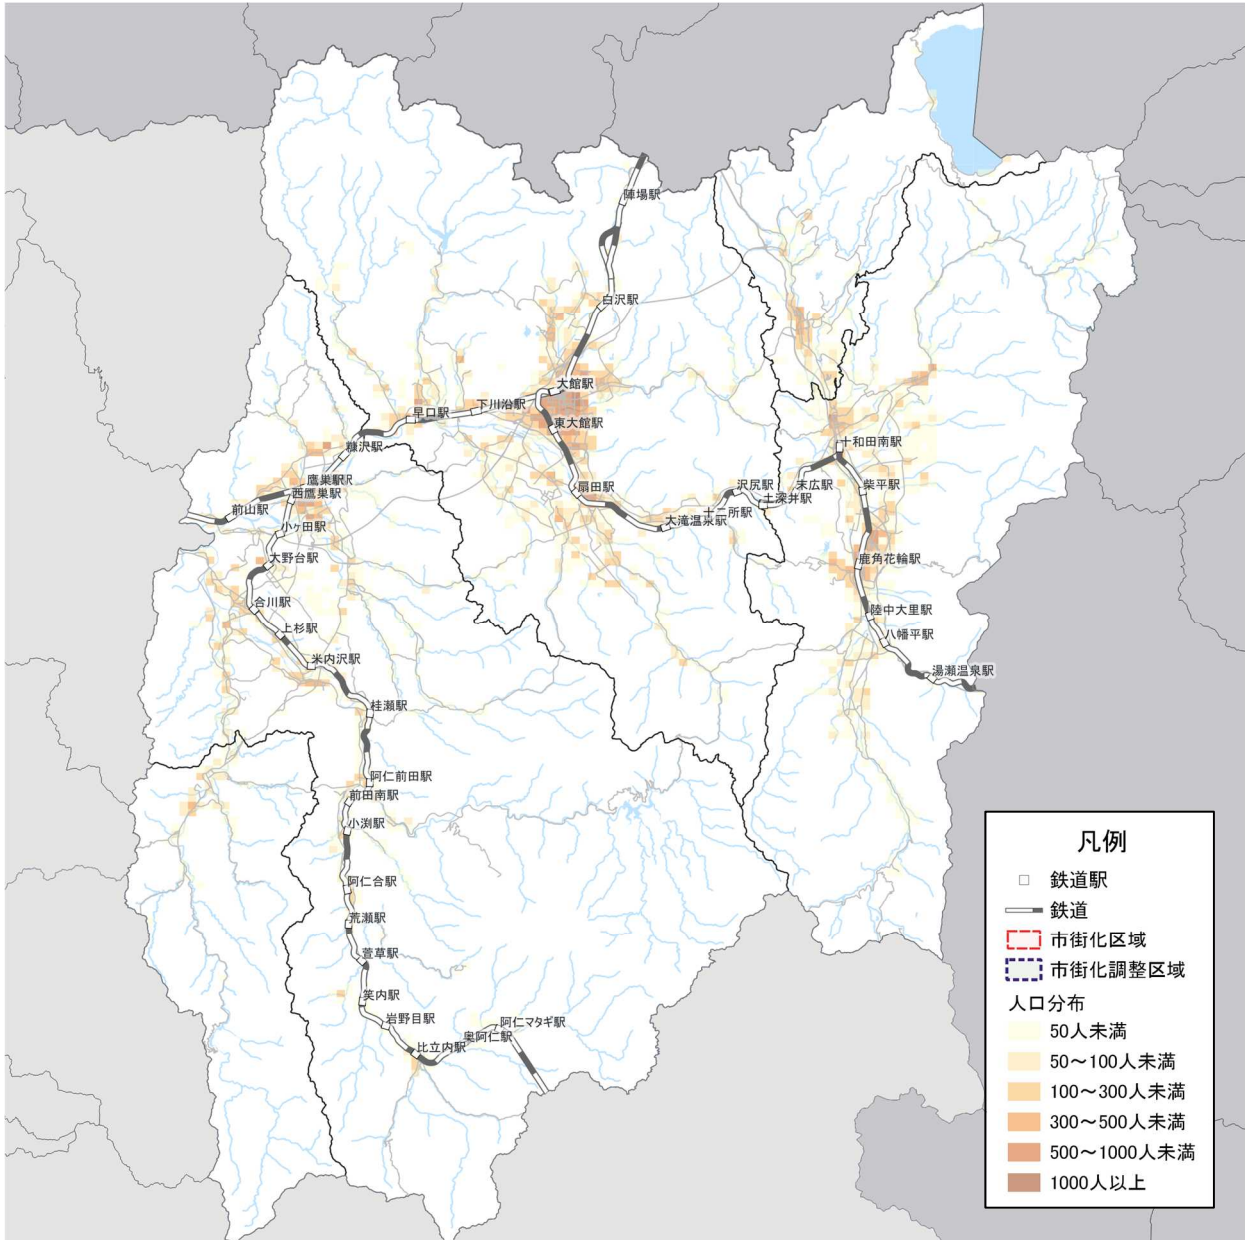 陣場駅
白沢駅
大館駅
下川沿駅
早口駅
東大館駅
糠沢駅
十和田南駅
鷹巣駅
西鷹巣駅
扇田駅
沢尻駅
末広駅
柴平駅
前山駅
十二所駅
土深井駅
小ヶ田駅
大滝温泉駅
大野台駅
鹿角花輪駅
合川駅
陸中大里駅
上杉駅
八幡平駅
米内沢駅
湯瀬温泉駅
桂瀬駅
阿仁前田駅
前田南駅
小渕駅
阿仁合駅
荒瀬駅
萱草駅
笑内駅
岩野目駅
阿仁マタギ駅
奥阿仁駅
比立内駅
凡例
鉄道駅
鉄道
市街化区域
市街化調整区域
人口分布
50人未満
50～100人未満
100～300人未満
300～500人未満
500～1000人未満
1000人以上